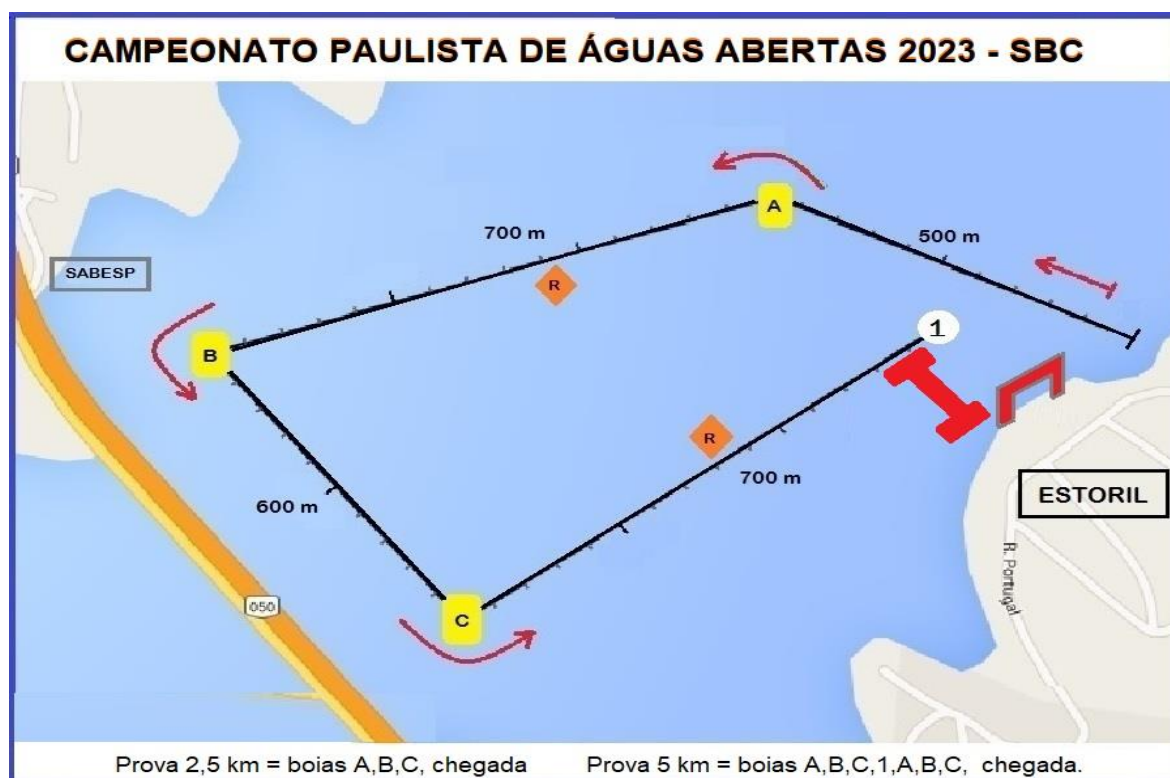 CAMPEONATO PAULISTA DE ÁGUAS ABERTAS 2023 - SBC
A
700 m
500 m
SABESP
R
1
B
R
700 m
ESTORIL
600 m
R. Portugal
050
C
Prova 2,5 km = boias A,B,C, chegada
Prova 5 km = boias A,B,C,1,A,B,C, chegada.